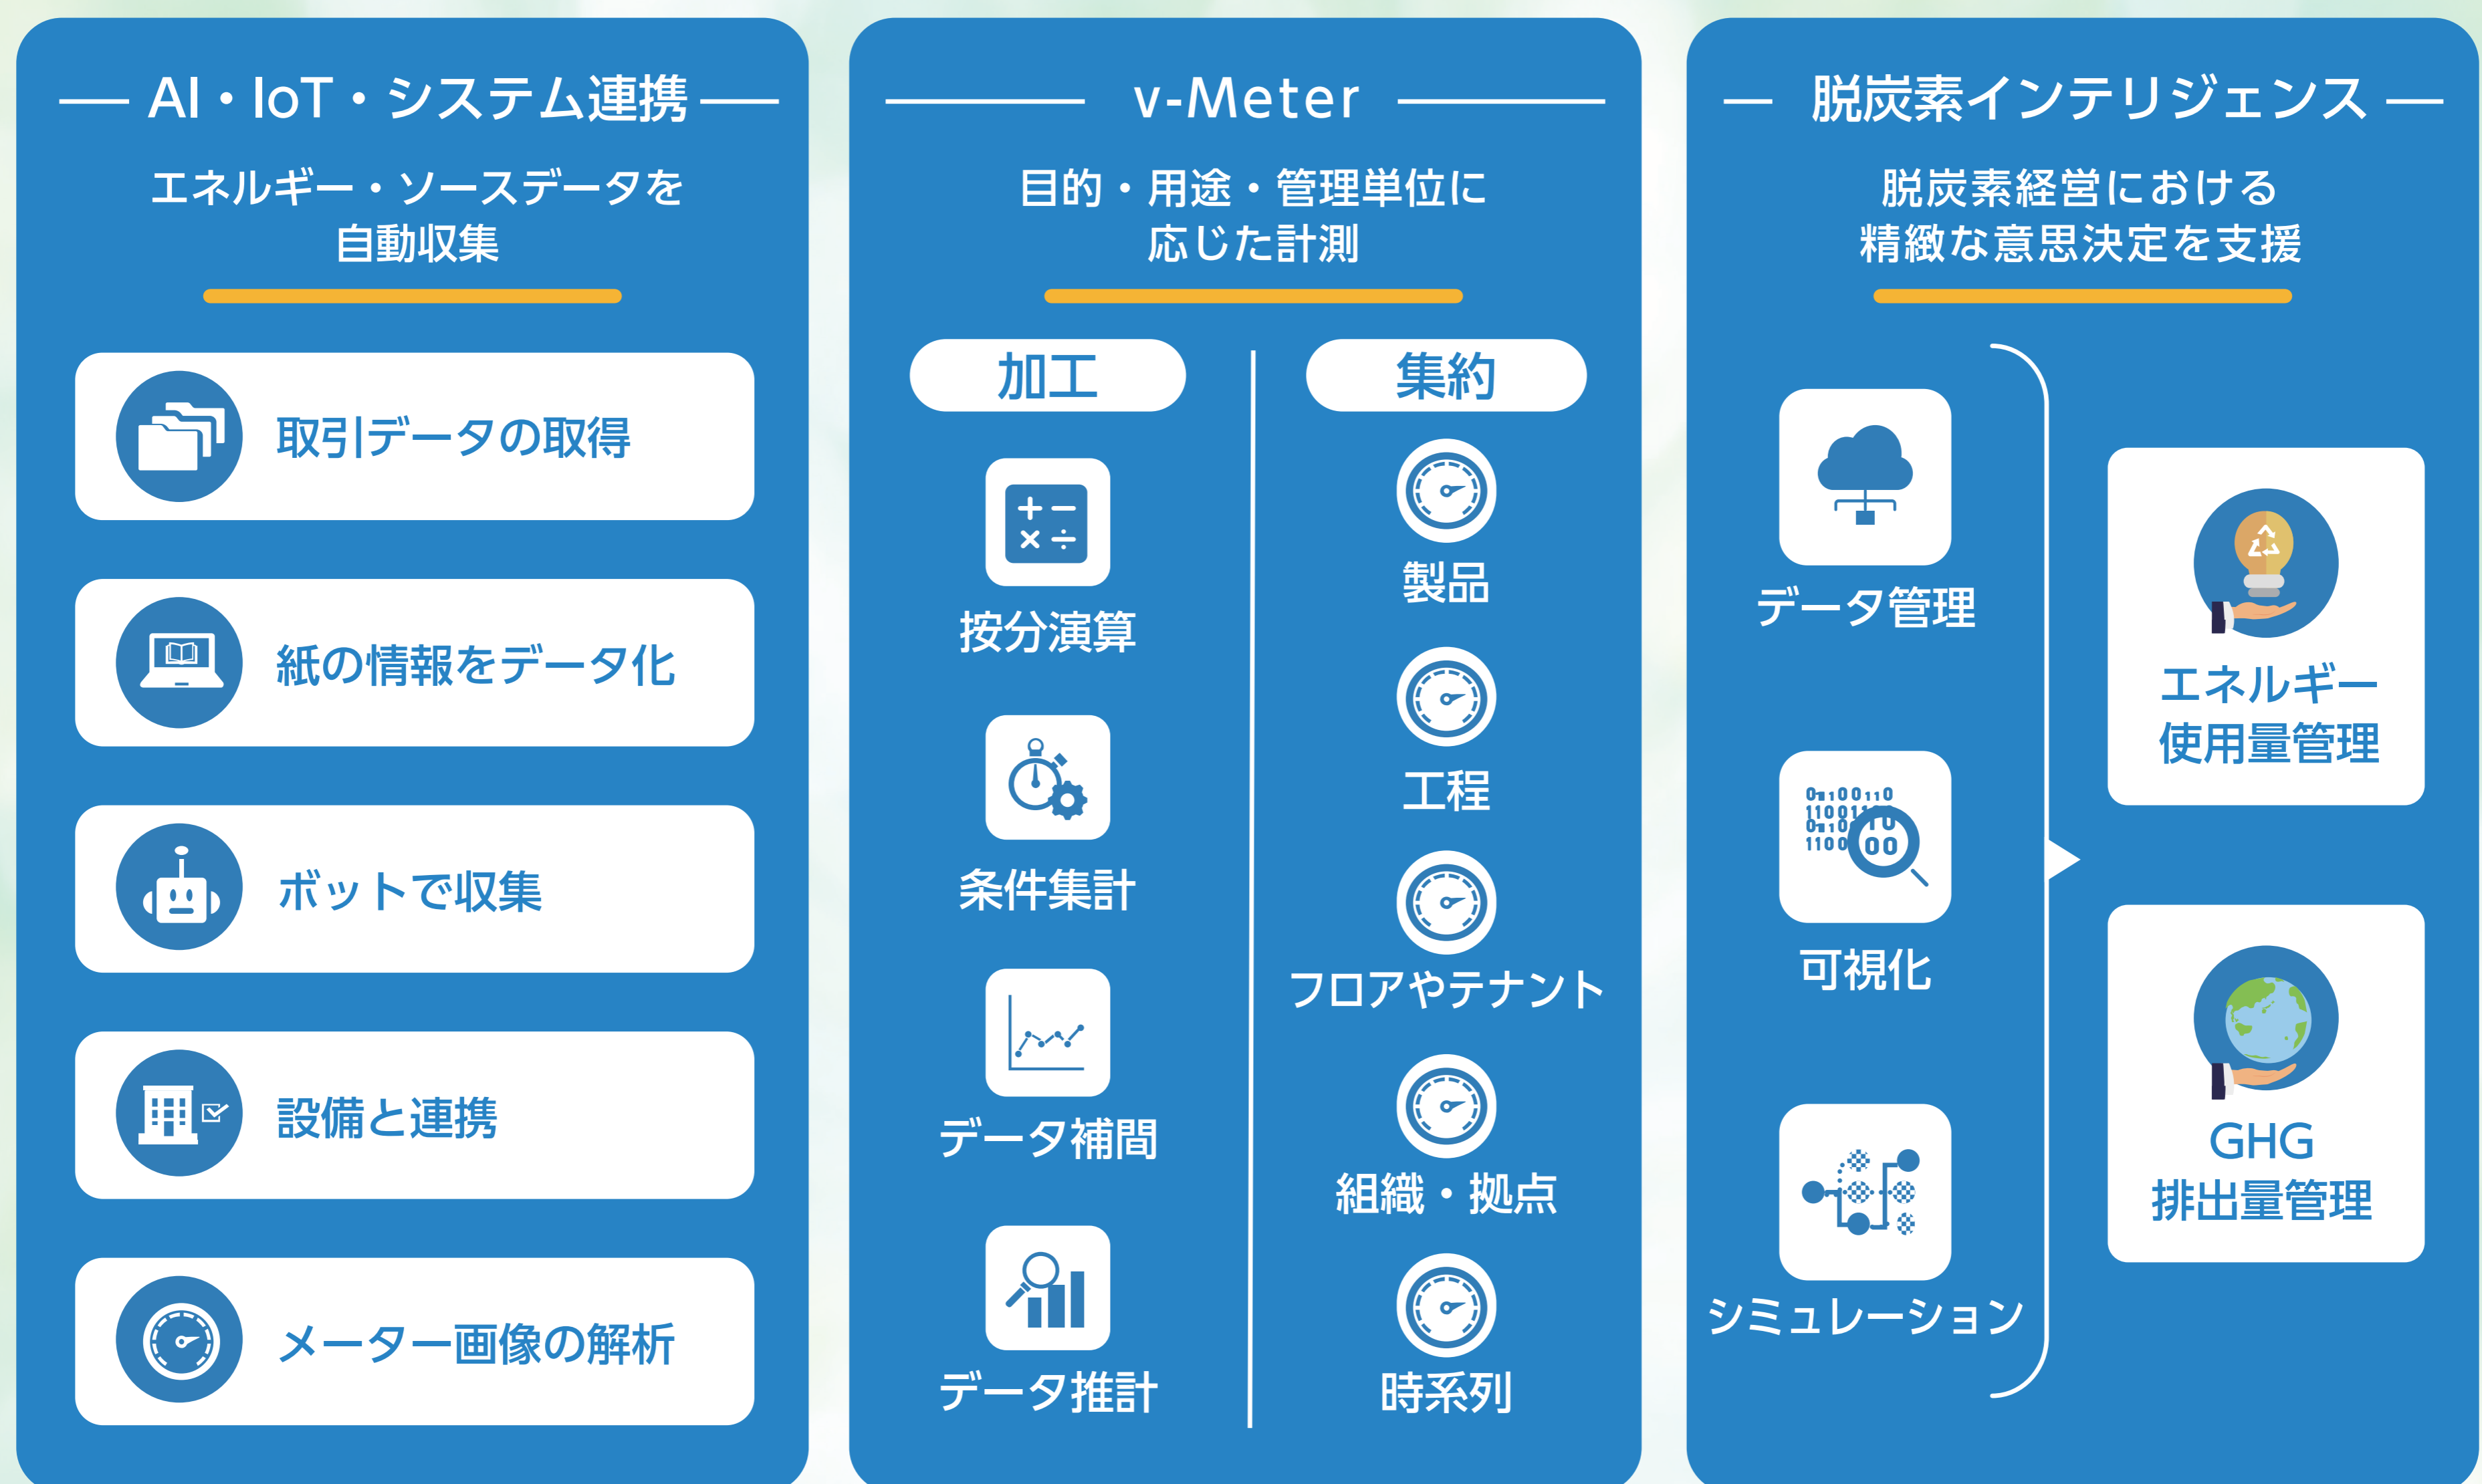 AI・IoT・システム連携
エネルギー・ソースデータを
自動収集
取引データの取得
紙の情報をデータ化
ボットで収集
設備と連携
メーター画像の解析
v-Meter
目的・用途・管理単位に
応じた計測
加工
按分演算
条件集計
データ補間
データ推計
集約
製品
工程
フロアやテナント
組織・拠点
時系列
脱炭素インテリジェンス
脱炭素経営における
精緻な意思決定を支援
データ管理
可視化
シミュレーション
エネルギー
使用量管理
GHG
排出量管理